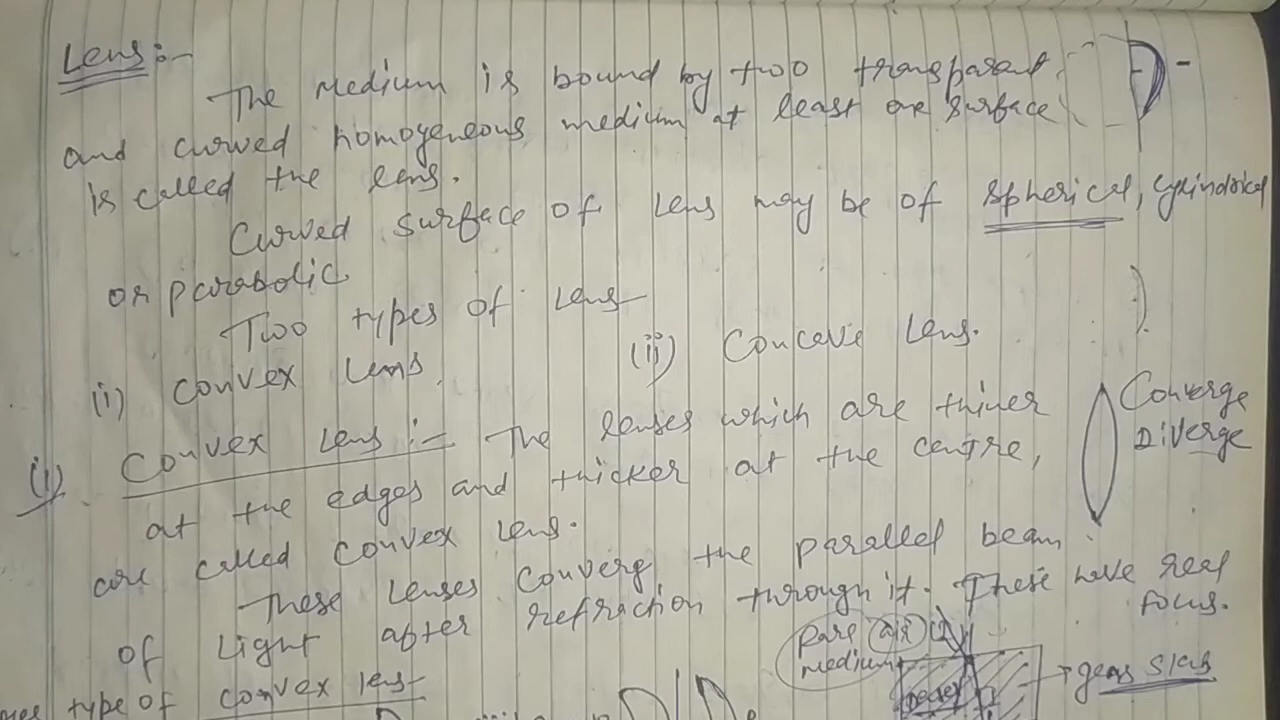 Lens:-
The medium is bound by two transparent
and curved homogeneous medium at least one surface
is called the lens.
Curved surface of lens may be of spherical, cylindrical
or parabolic
Two types of lens
(i) convex lens (ii) Concave lens.
(i) Convex lens:- The lenses which are thiner
at the edges and thicker at the centre,
are called convex lens.
Converge
Diverge
These lenses converg the parallel beam
of light after refraction through it. These have real
focus.
type of convex lens
rare air
medium
glass slab